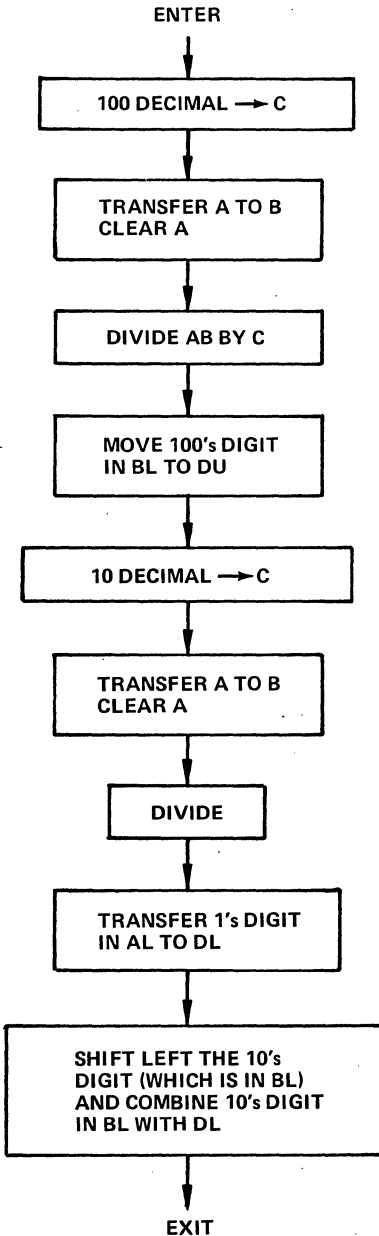 ENTER
100 DECIMAL → C
TRANSFER A TO B
CLEAR A
DIVIDE AB BY C
MOVE 100's DIGIT
IN BL TO DU
10 DECIMAL → C
TRANSFER A TO B
CLEAR A
DIVIDE
TRANSFER 1's DIGIT
IN AL TO DL
SHIFT LEFT THE 10's
DIGIT (WHICH IS IN BL)
AND COMBINE 10's DIGIT
IN BL WITH DL
EXIT